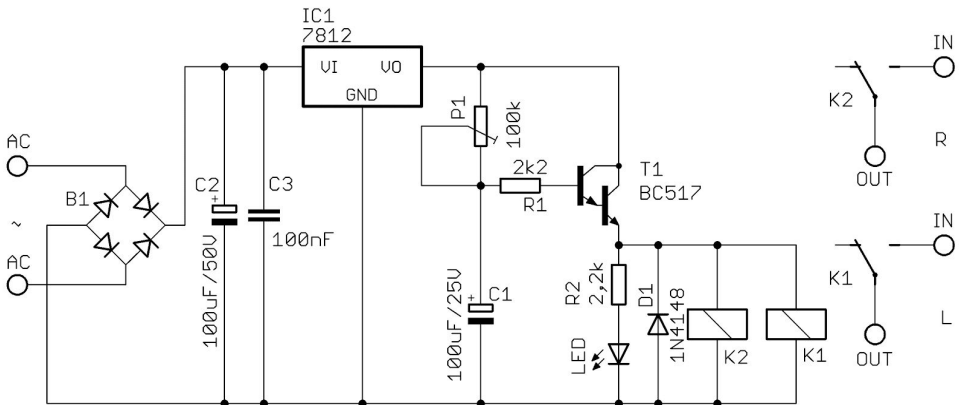 IC1
7812
VI
VO
GND
IN
K2
R
OUT
AC
AC
~
B1
C2
+
100uF/50V
C3
100nF
P1
100k
2k2
R1
T1
BC517
C1
+
100uF/25V
R2
2,2k
LED
D1
1N4148
K2
K1
IN
K1
L
OUT